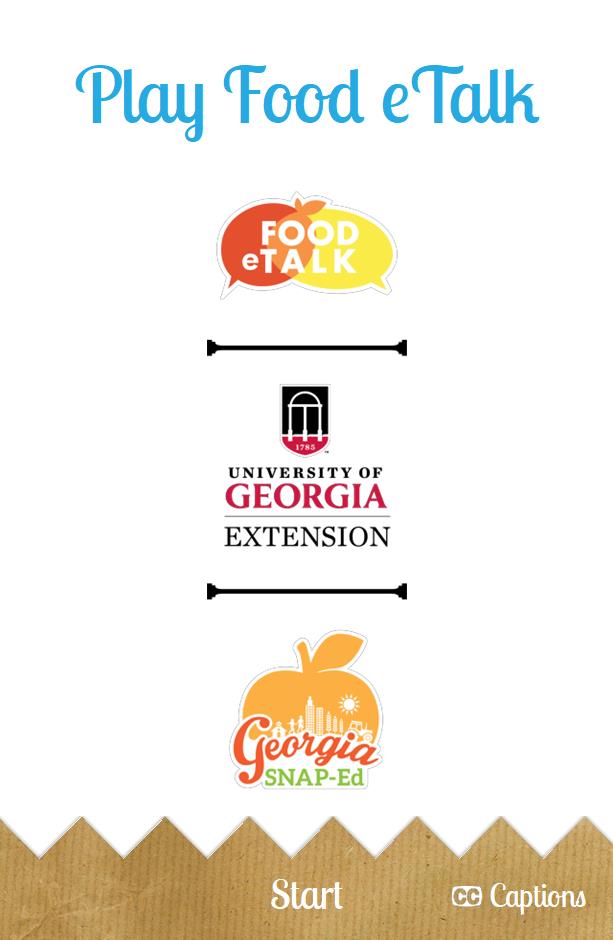 Play Food eTalk
FOOD
eTALK
1785
UNIVERSITY OF
GEORGIA
EXTENSION
Georgia
SNAP-Ed
Start
CC Captions